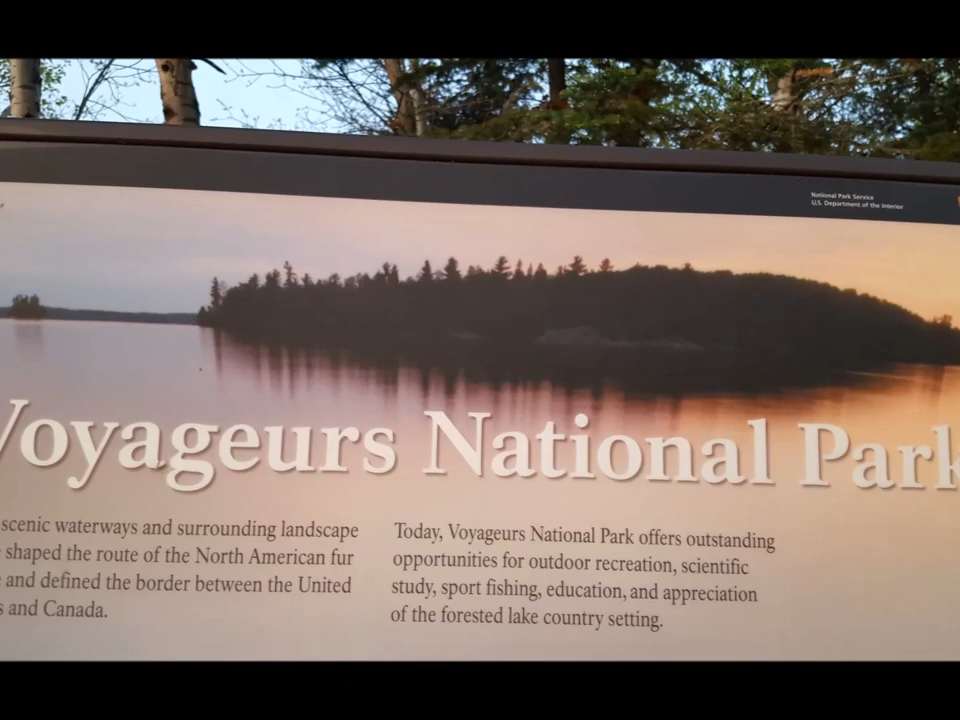 National Park Service
U.S. Department of the Interior
Voyageurs National Park
scenic waterways and surrounding landscape
shaped the route of the North American fur
and defined the border between the United
and Canada.
Today, Voyageurs National Park offers outstanding
opportunities for outdoor recreation, scientific
study, sport fishing, education, and appreciation
of the forested lake country setting.